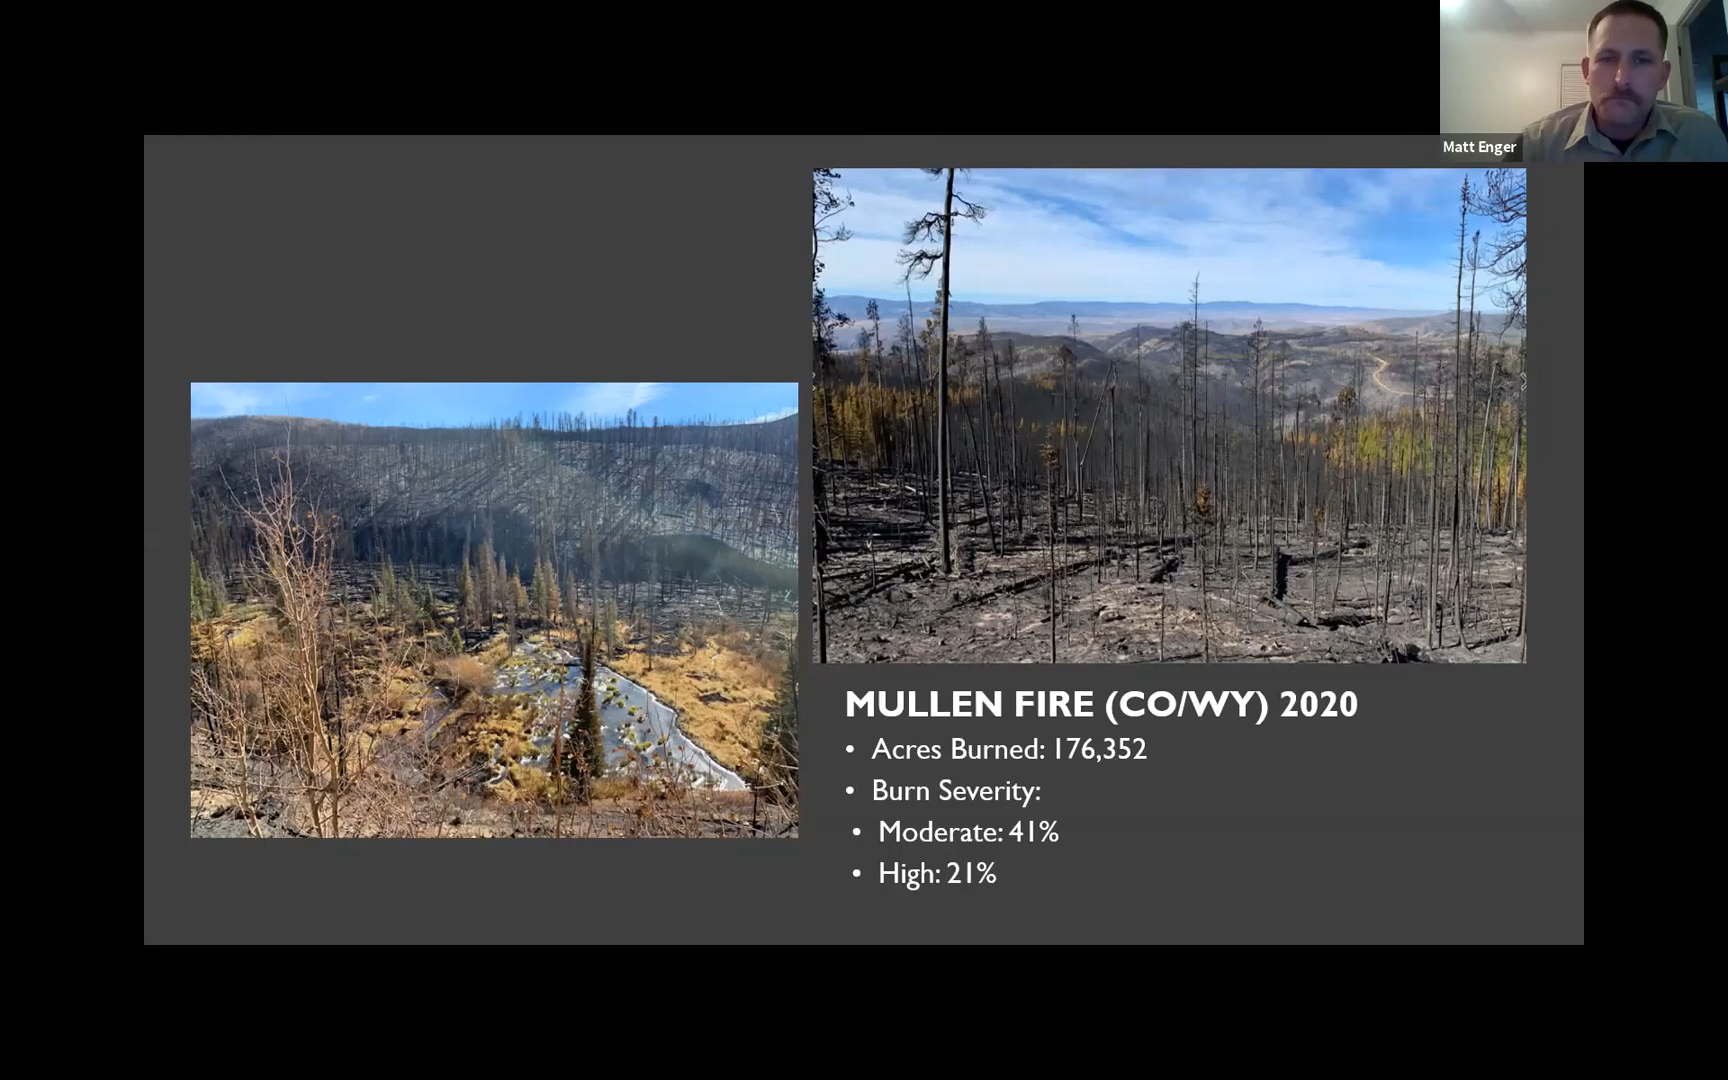 Matt Enger
MULLEN FIRE (CO/WY) 2020
• Acres Burned: 176,352
• Burn Severity:
• Moderate: 41%
• High: 21%